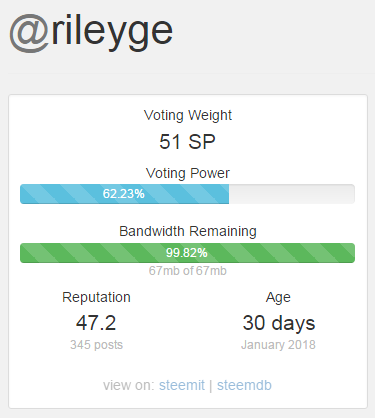 @rileyge
Voting Weight
51 SP
Voting Power
62.23%
Bandwidth Remaining
99.82%
67mb of 67mb
Reputation
Age
47.2
30 days
345 posts
January 2018
view on: steemit | steemdb